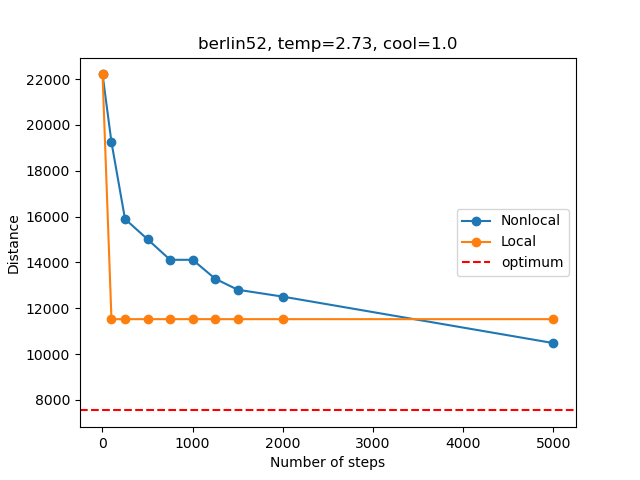 berlin52, temp=2.73, cool=1.0
Distance
22000
20000
18000
16000
14000
12000
10000
8000
Nonlocal
Local
optimum
0 1000 2000 3000 4000 5000
Number of steps